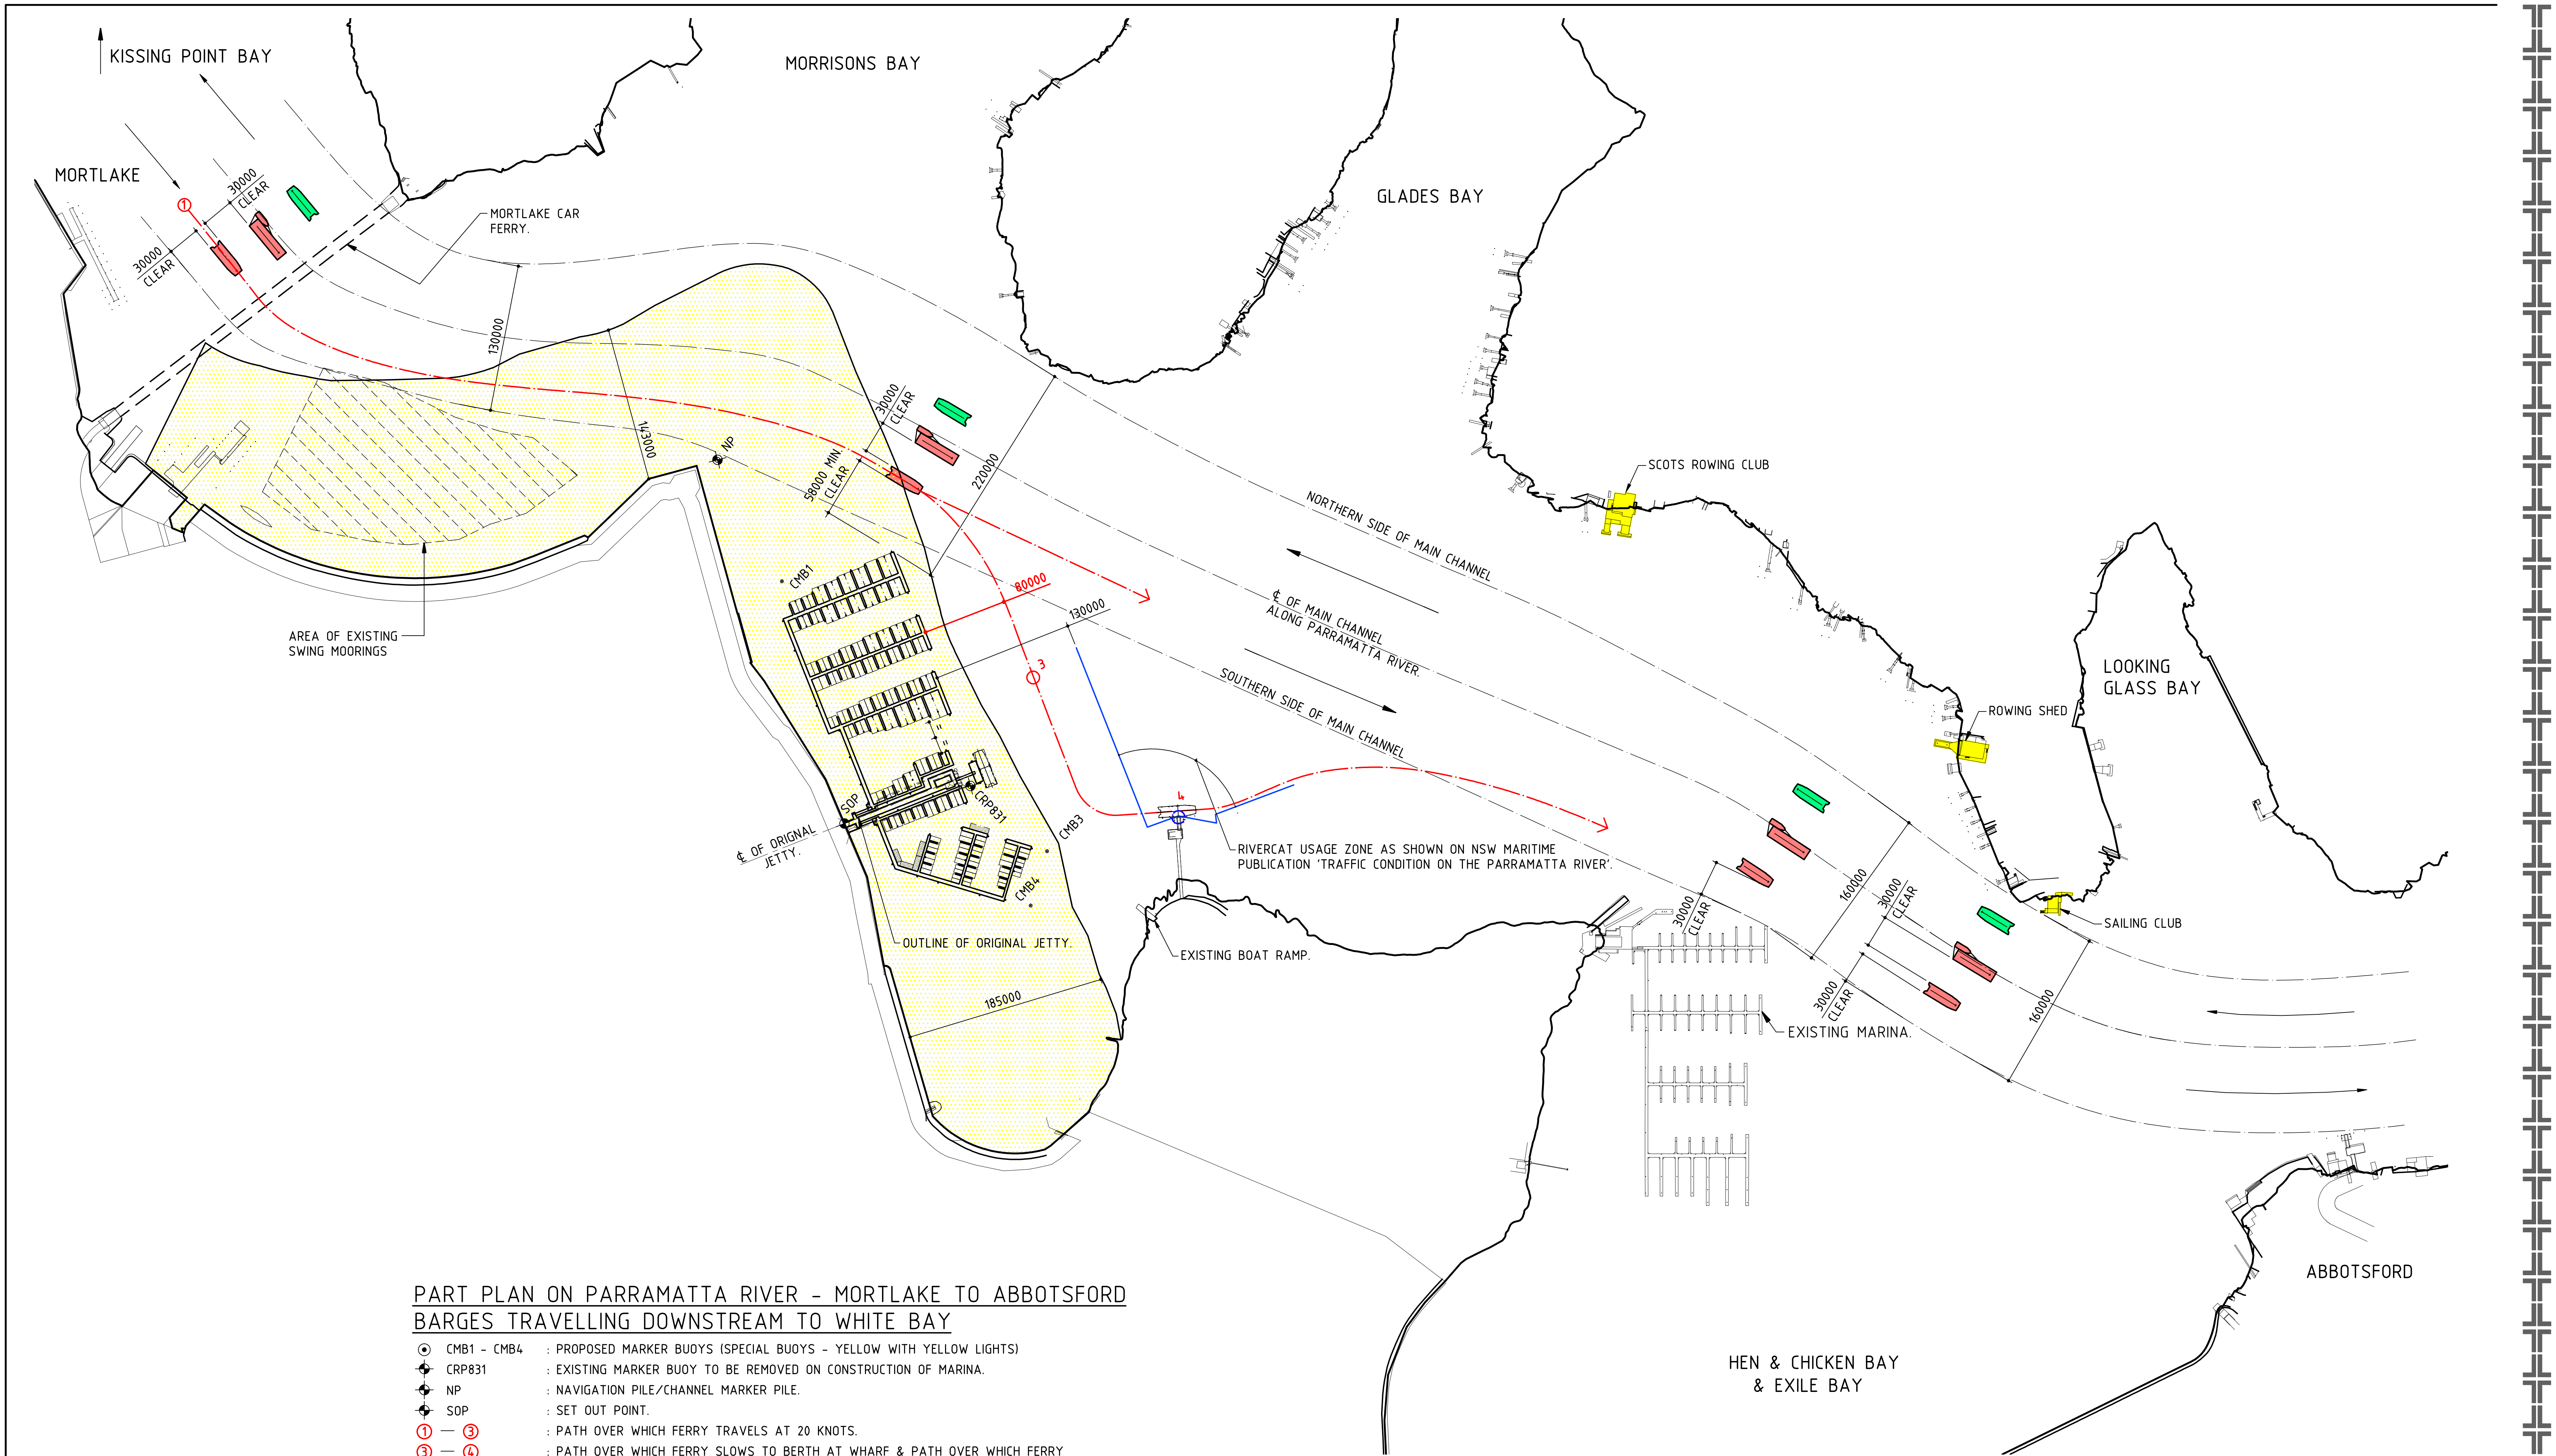 KISSING POINT BAY
MORRISONS BAY
MORTLAKE
GLADES BAY
30000
CLEAR
30000
CLEAR
1
MORTLAKE CAR
FERRY.
130000
143000
NP
30000
CLEAR
58000 MIN.
CLEAR
220000
SCOTS ROWING CLUB
NORTHERN SIDE OF MAIN CHANNEL
℄ OF MAIN CHANNEL
ALONG PARRAMATTA RIVER.
SOUTHERN SIDE OF MAIN CHANNEL
CMB1
80000
130000
AREA OF EXISTING
SWING MOORINGS
3
LOOKING
GLASS BAY
ROWING SHED
SOP
CRP831
4
CMB3
℄ OF ORIGNAL
JETTY.
RIVERCAT USAGE ZONE AS SHOWN ON NSW MARITIME
PUBLICATION 'TRAFFIC CONDITION ON THE PARRAMATTA RIVER'.
CMB4
OUTLINE OF ORIGINAL JETTY.
EXISTING BOAT RAMP.
30000
CLEAR
160000
30000
CLEAR
SAILING CLUB
185000
30000
CLEAR
160000
EXISTING MARINA.
ABBOTSFORD
HEN & CHICKEN BAY
& EXILE BAY
PART PLAN ON PARRAMATTA RIVER - MORTLAKE TO ABBOTSFORD
BARGES TRAVELLING DOWNSTREAM TO WHITE BAY
CMB1 - CMB4 : PROPOSED MARKER BUOYS (SPECIAL BUOYS - YELLOW WITH YELLOW LIGHTS)
CRP831 : EXISTING MARKER BUOY TO BE REMOVED ON CONSTRUCTION OF MARINA.
NP : NAVIGATION PILE/CHANNEL MARKER PILE.
SOP : SET OUT POINT.
1 — 3 : PATH OVER WHICH FERRY TRAVELS AT 20 KNOTS.
3 — 4 : PATH OVER WHICH FERRY SLOWS TO BERTH AT WHARF & PATH OVER WHICH FERRY